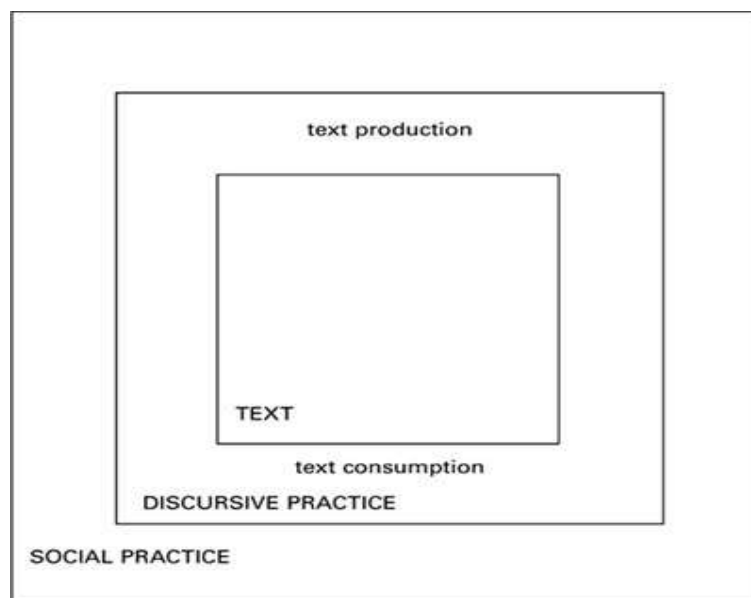 text production
TEXT
text consumption
DISCURSIVE PRACTICE
SOCIAL PRACTICE